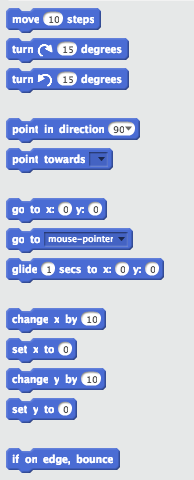 move 10 steps
turn 15 degrees
turn 15 degrees
point in direction 90
point towards
go to x: 0 y: 0
go to mouse-pointer
glide 1 secs to x: 0 y: 0
change x by 10
set x to 0
change y by 10
set y to 0
if on edge, bounce